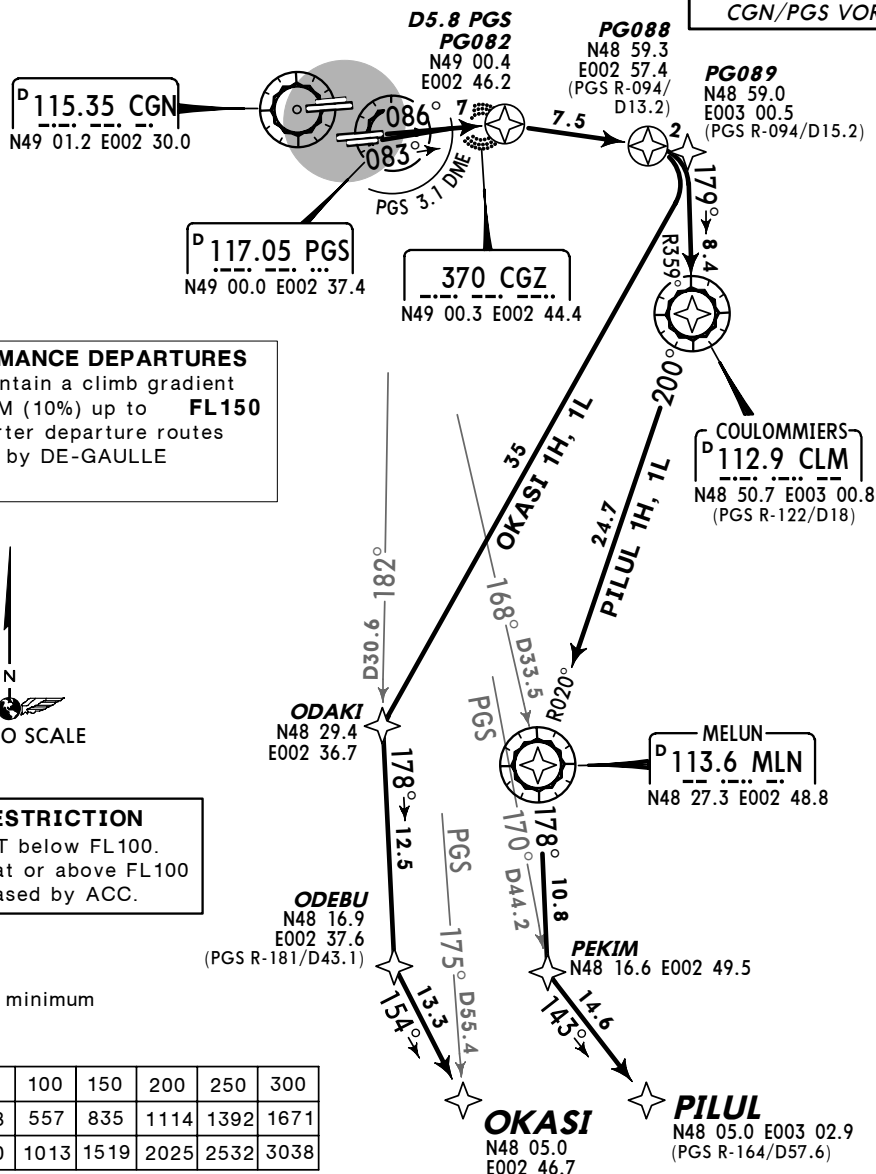 CGN/PGS VOR
D5.8 PGS
PG082
N49 00.4
E002 46.2
PG088
N48 59.3
E002 57.4
(PGS R-094/
D13.2)
PG089
N48 59.0
E003 00.5
(PGS R-094/D15.2)
D 115.35 CGN
N49 01.2 E002 30.0
086°
083°
7
7.5
2
PGS 3.1 DME
D 117.05 PGS
N49 00.0 E002 37.4
370 CGZ
N49 00.3 E002 44.4
179°
8.4
R359°
200°
MANCE DEPARTURES
ntain a climb gradient
M (10%) up to FL150
rter departure routes
by DE-GAULLE
COULOMMIERS
D 112.9 CLM
N48 50.7 E003 00.8
(PGS R-122/D18)
35
OKASI 1H, 1L
24.7
PILUL 1H, 1L
182°
D30.6
168°
D33.5
R020°
N
O SCALE
ODAKI
N48 29.4
E002 36.7
PGS
MELUN
D 113.6 MLN
N48 27.3 E002 48.8
178°
12.5
178°
10.8
170°
D44.2
ESTRICTION
T below FL100.
at or above FL100
ased by ACC.
PGS
175°
D55.4
ODEBU
N48 16.9
E002 37.6
(PGS R-181/D43.1)
PEKIM
N48 16.6 E002 49.5
13.3
154°
14.6
143°
minimum
100 150 200 250 300
557 835 1114 1392 1671
1013 1519 2025 2532 3038
OKASI
N48 05.0
E002 46.7
PILUL
N48 05.0 E003 02.9
(PGS R-164/D57.6)